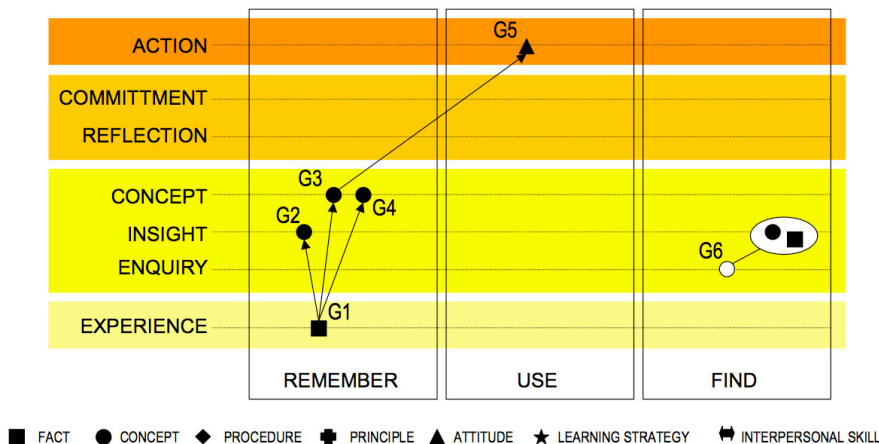 G5
ACTION
COMMITTMENT
REFLECTION
G3
CONCEPT
G4
G2
INSIGHT
G6
ENQUIRY
G1
EXPERIENCE
REMEMBER USE FIND
FACT CONCEPT PROCEDURE PRINCIPLE ATTITUDE LEARNING STRATEGY INTERPERSONAL SKILL